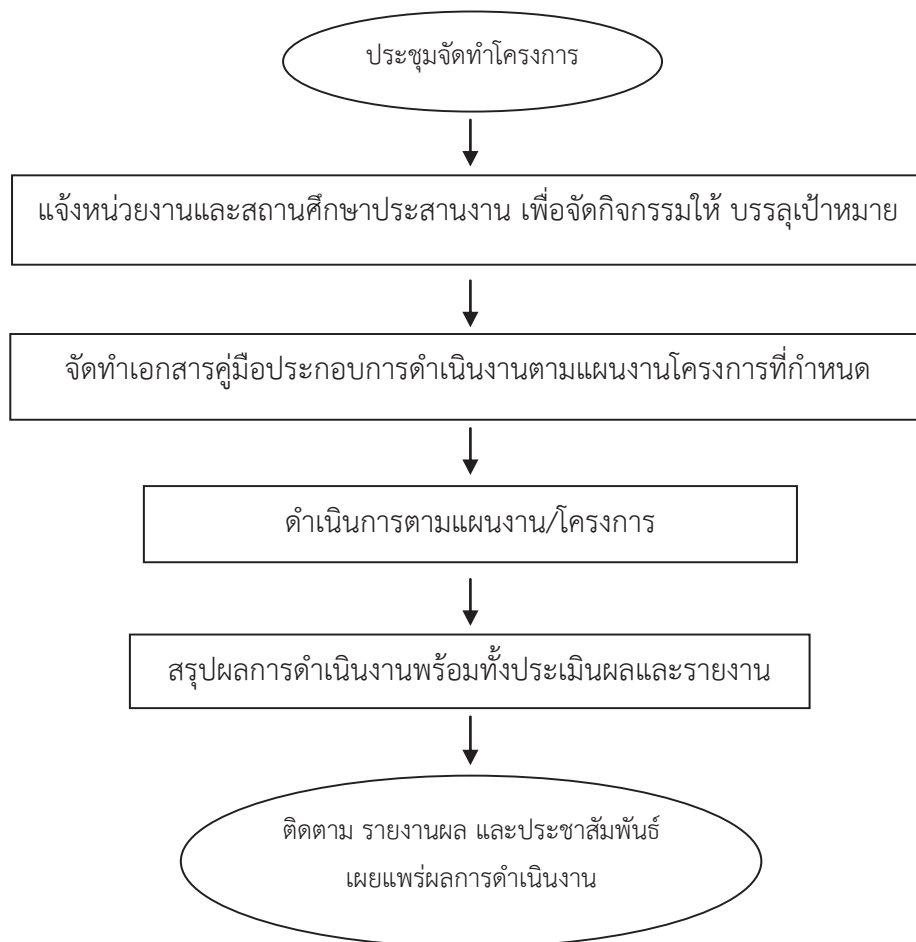 ประชุมจัดทำโครงการ
แจ้งหน่วยงานและสถานศึกษาประสานงาน เพื่อจัดกิจกรรมให้ บรรลุเป้าหมาย
จัดทำเอกสารคู่มือประกอบการดำเนินงานตามแผนงานโครงการที่กำหนด
ดำเนินการตามแผนงาน/โครงการ
สรุปผลการดำเนินงานพร้อมทั้งประเมินผลและรายงาน
ติดตาม รายงานผล และประชาสัมพันธ์
เผยแพร่ผลการดำเนินงาน